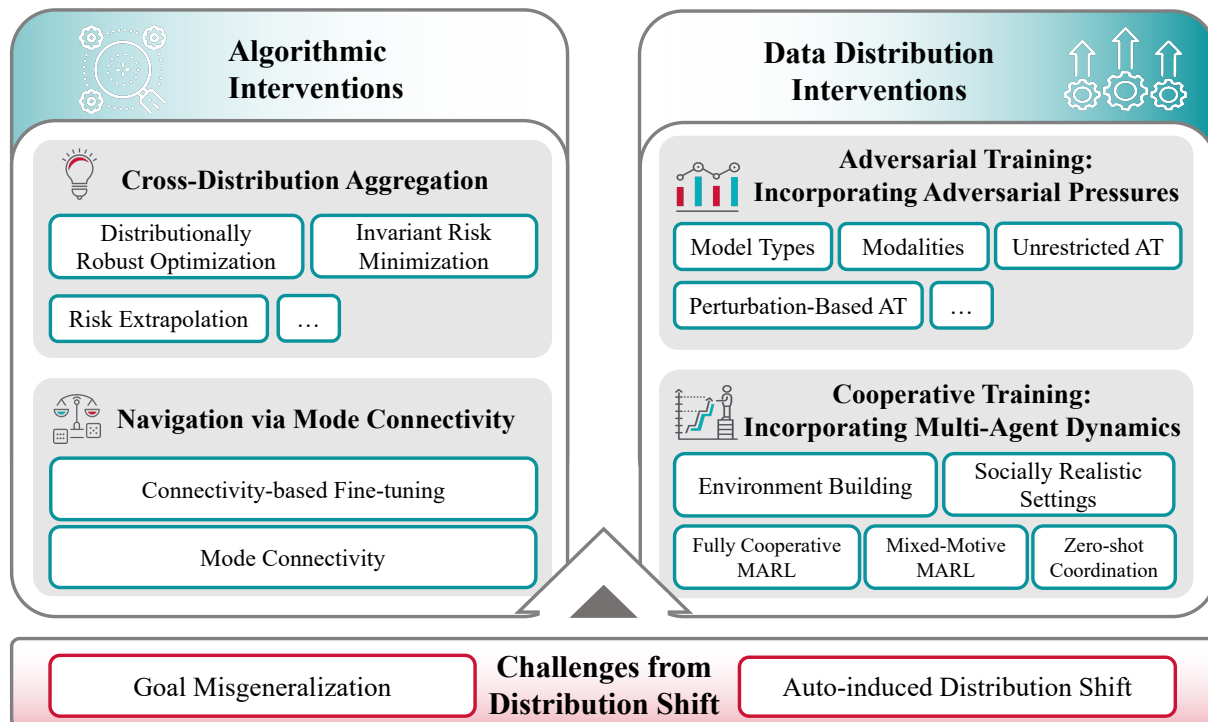 Algorithmic
Interventions
Cross-Distribution Aggregation
Distributionally
Robust Optimization
Invariant Risk
Minimization
Risk Extrapolation
…
Navigation via Mode Connectivity
Connectivity-based Fine-tuning
Mode Connectivity
Data Distribution
Interventions
Adversarial Training:
Incorporating Adversarial Pressures
Model Types
Modalities
Unrestricted AT
Perturbation-Based AT
…
Cooperative Training:
Incorporating Multi-Agent Dynamics
Environment Building
Socially Realistic
Settings
Fully Cooperative
MARL
Mixed-Motive
MARL
Zero-shot
Coordination
Goal Misgeneralization
Challenges from
Distribution Shift
Auto-induced Distribution Shift